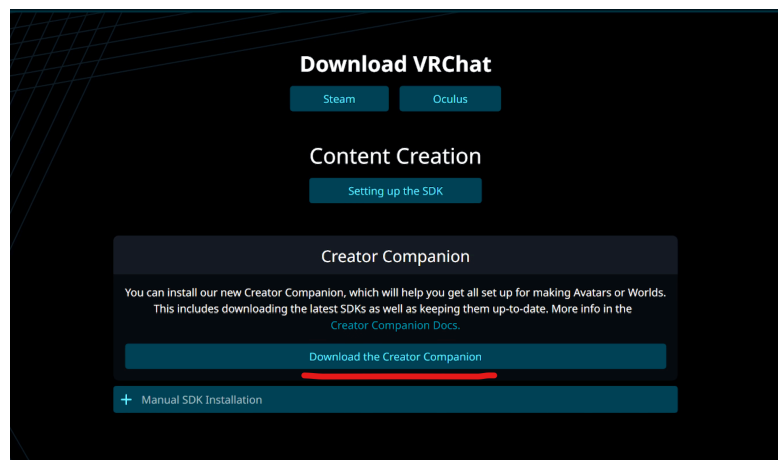 Download VRChat
Steam
Oculus
Content Creation
Setting up the SDK
Creator Companion
You can install our new Creator Companion, which will help you get all set up for making Avatars or Worlds.
This includes downloading the latest SDKs as well as keeping them up-to-date. More info in the
Creator Companion Docs.
Download the Creator Companion
+ Manual SDK Installation